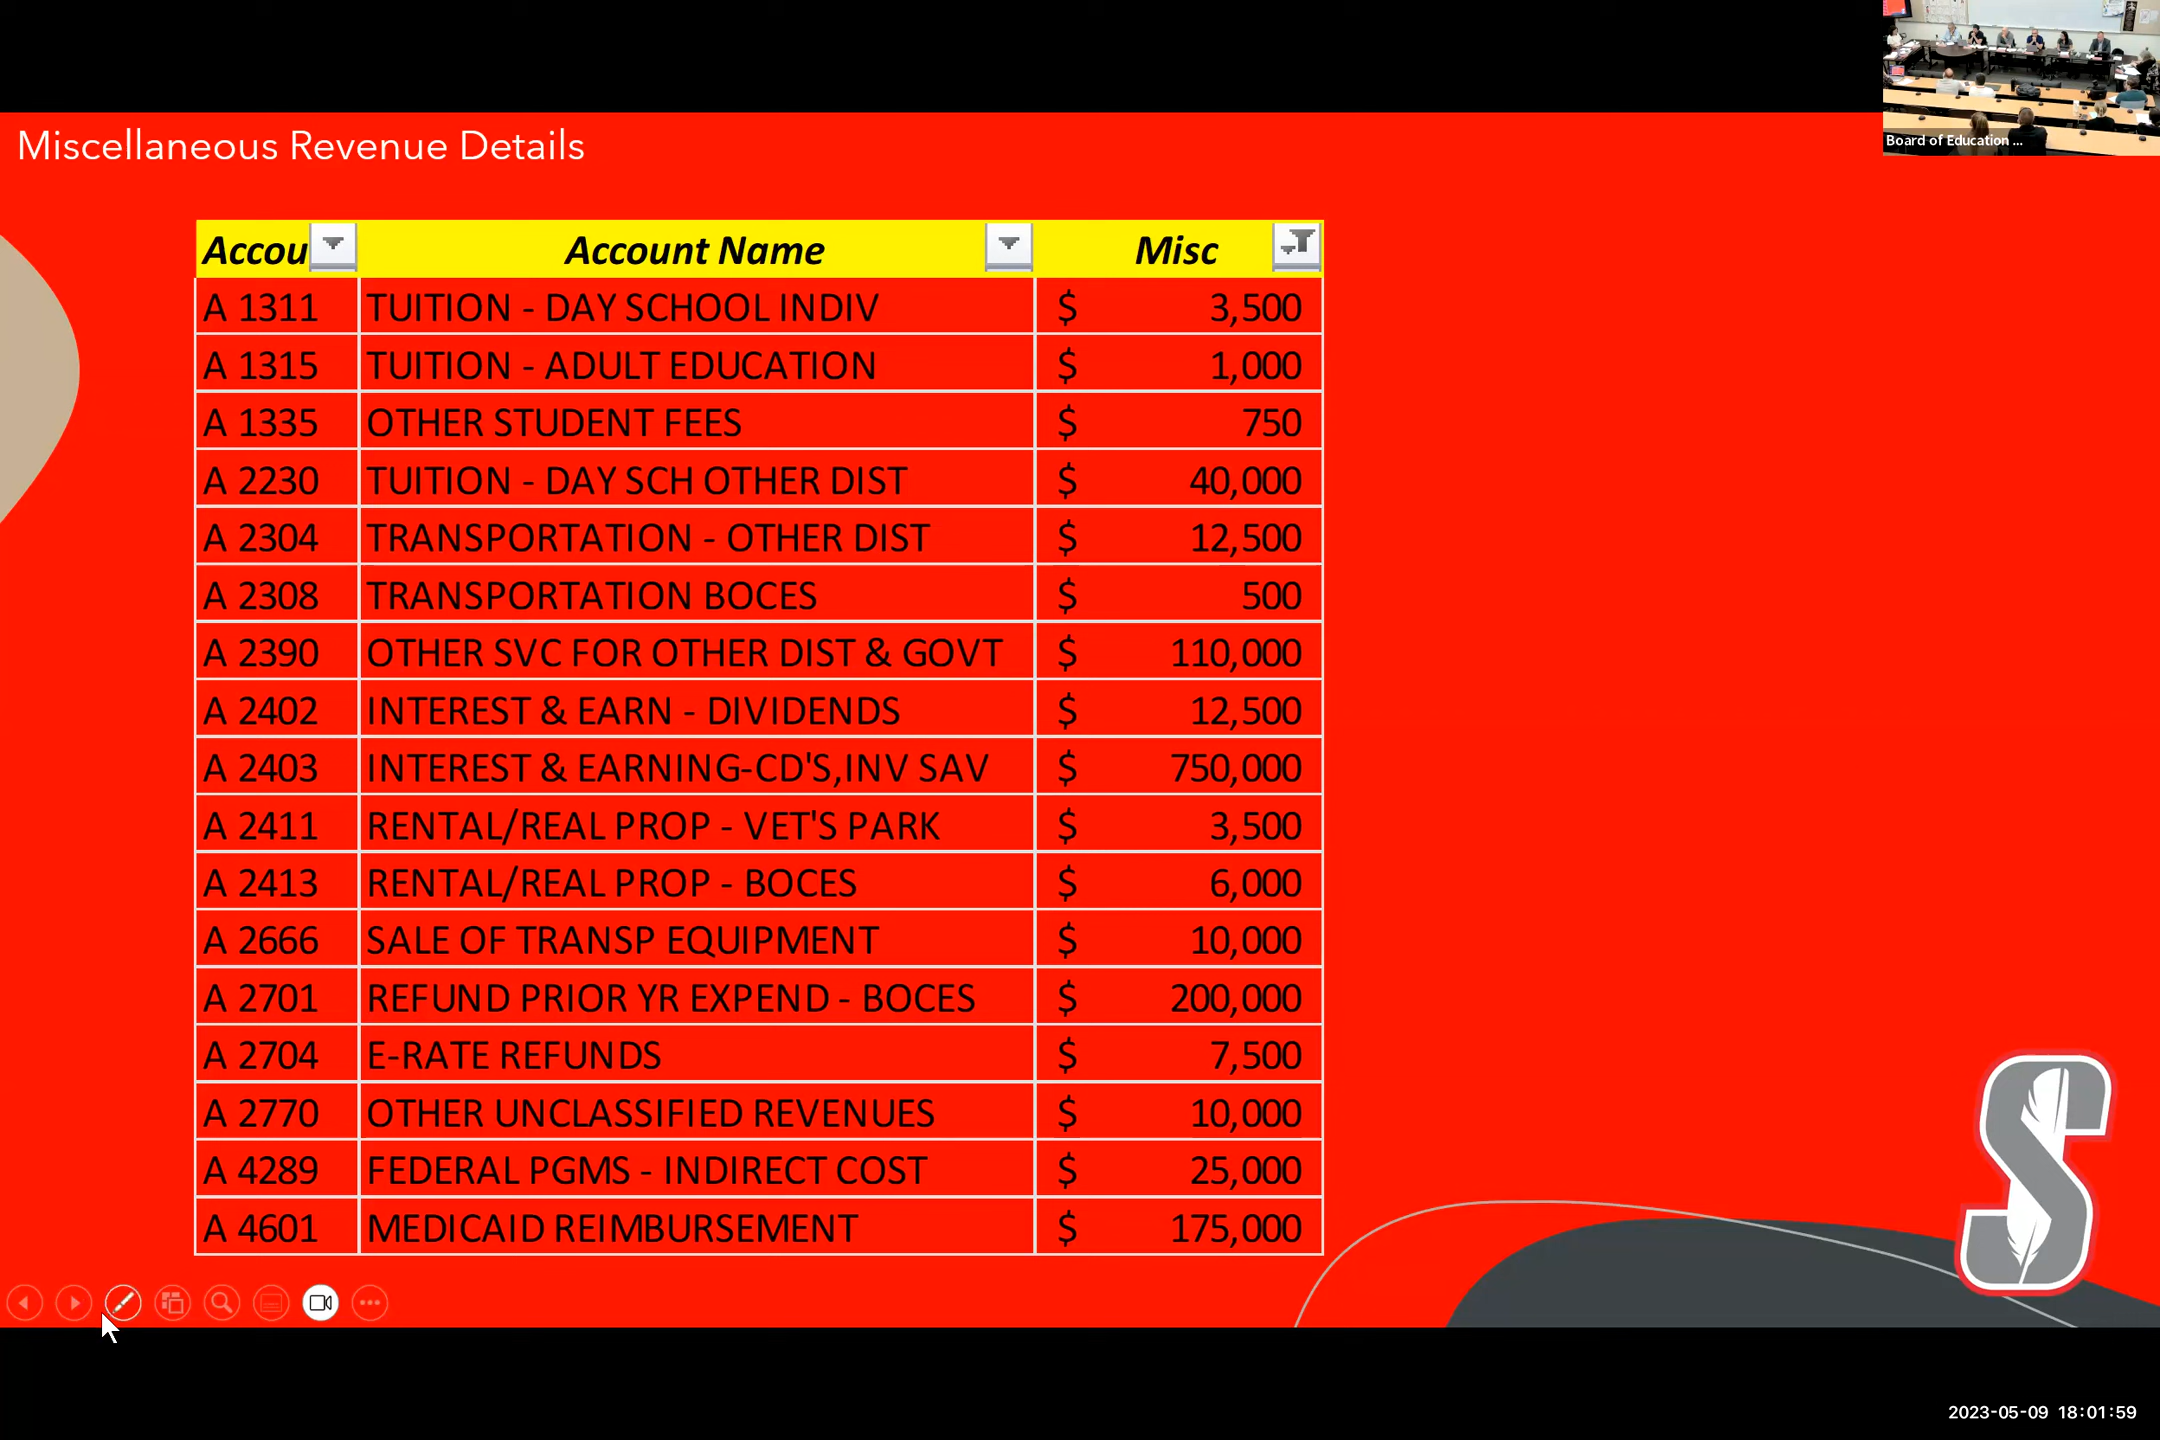 Board of Education ...
Miscellaneous Revenue Details
Accou Account Name Misc
A 1311 TUITION - DAY SCHOOL INDIV $ 3,500
A 1315 TUITION - ADULT EDUCATION $ 1,000
A 1335 OTHER STUDENT FEES $ 750
A 2230 TUITION - DAY SCH OTHER DIST $ 40,000
A 2304 TRANSPORTATION - OTHER DIST $ 12,500
A 2308 TRANSPORTATION BOCES $ 500
A 2390 OTHER SVC FOR OTHER DIST & GOVT $ 110,000
A 2402 INTEREST & EARN - DIVIDENDS $ 12,500
A 2403 INTEREST & EARNING-CD'S,INV SAV $ 750,000
A 2411 RENTAL/REAL PROP - VET'S PARK $ 3,500
A 2413 RENTAL/REAL PROP - BOCES $ 6,000
A 2666 SALE OF TRANSP EQUIPMENT $ 10,000
A 2701 REFUND PRIOR YR EXPEND - BOCES $ 200,000
A 2704 E-RATE REFUNDS $ 7,500
A 2770 OTHER UNCLASSIFIED REVENUES $ 10,000
A 4289 FEDERAL PGMS - INDIRECT COST $ 25,000
A 4601 MEDICAID REIMBURSEMENT $ 175,000
S
2023-05-09 18:01:59